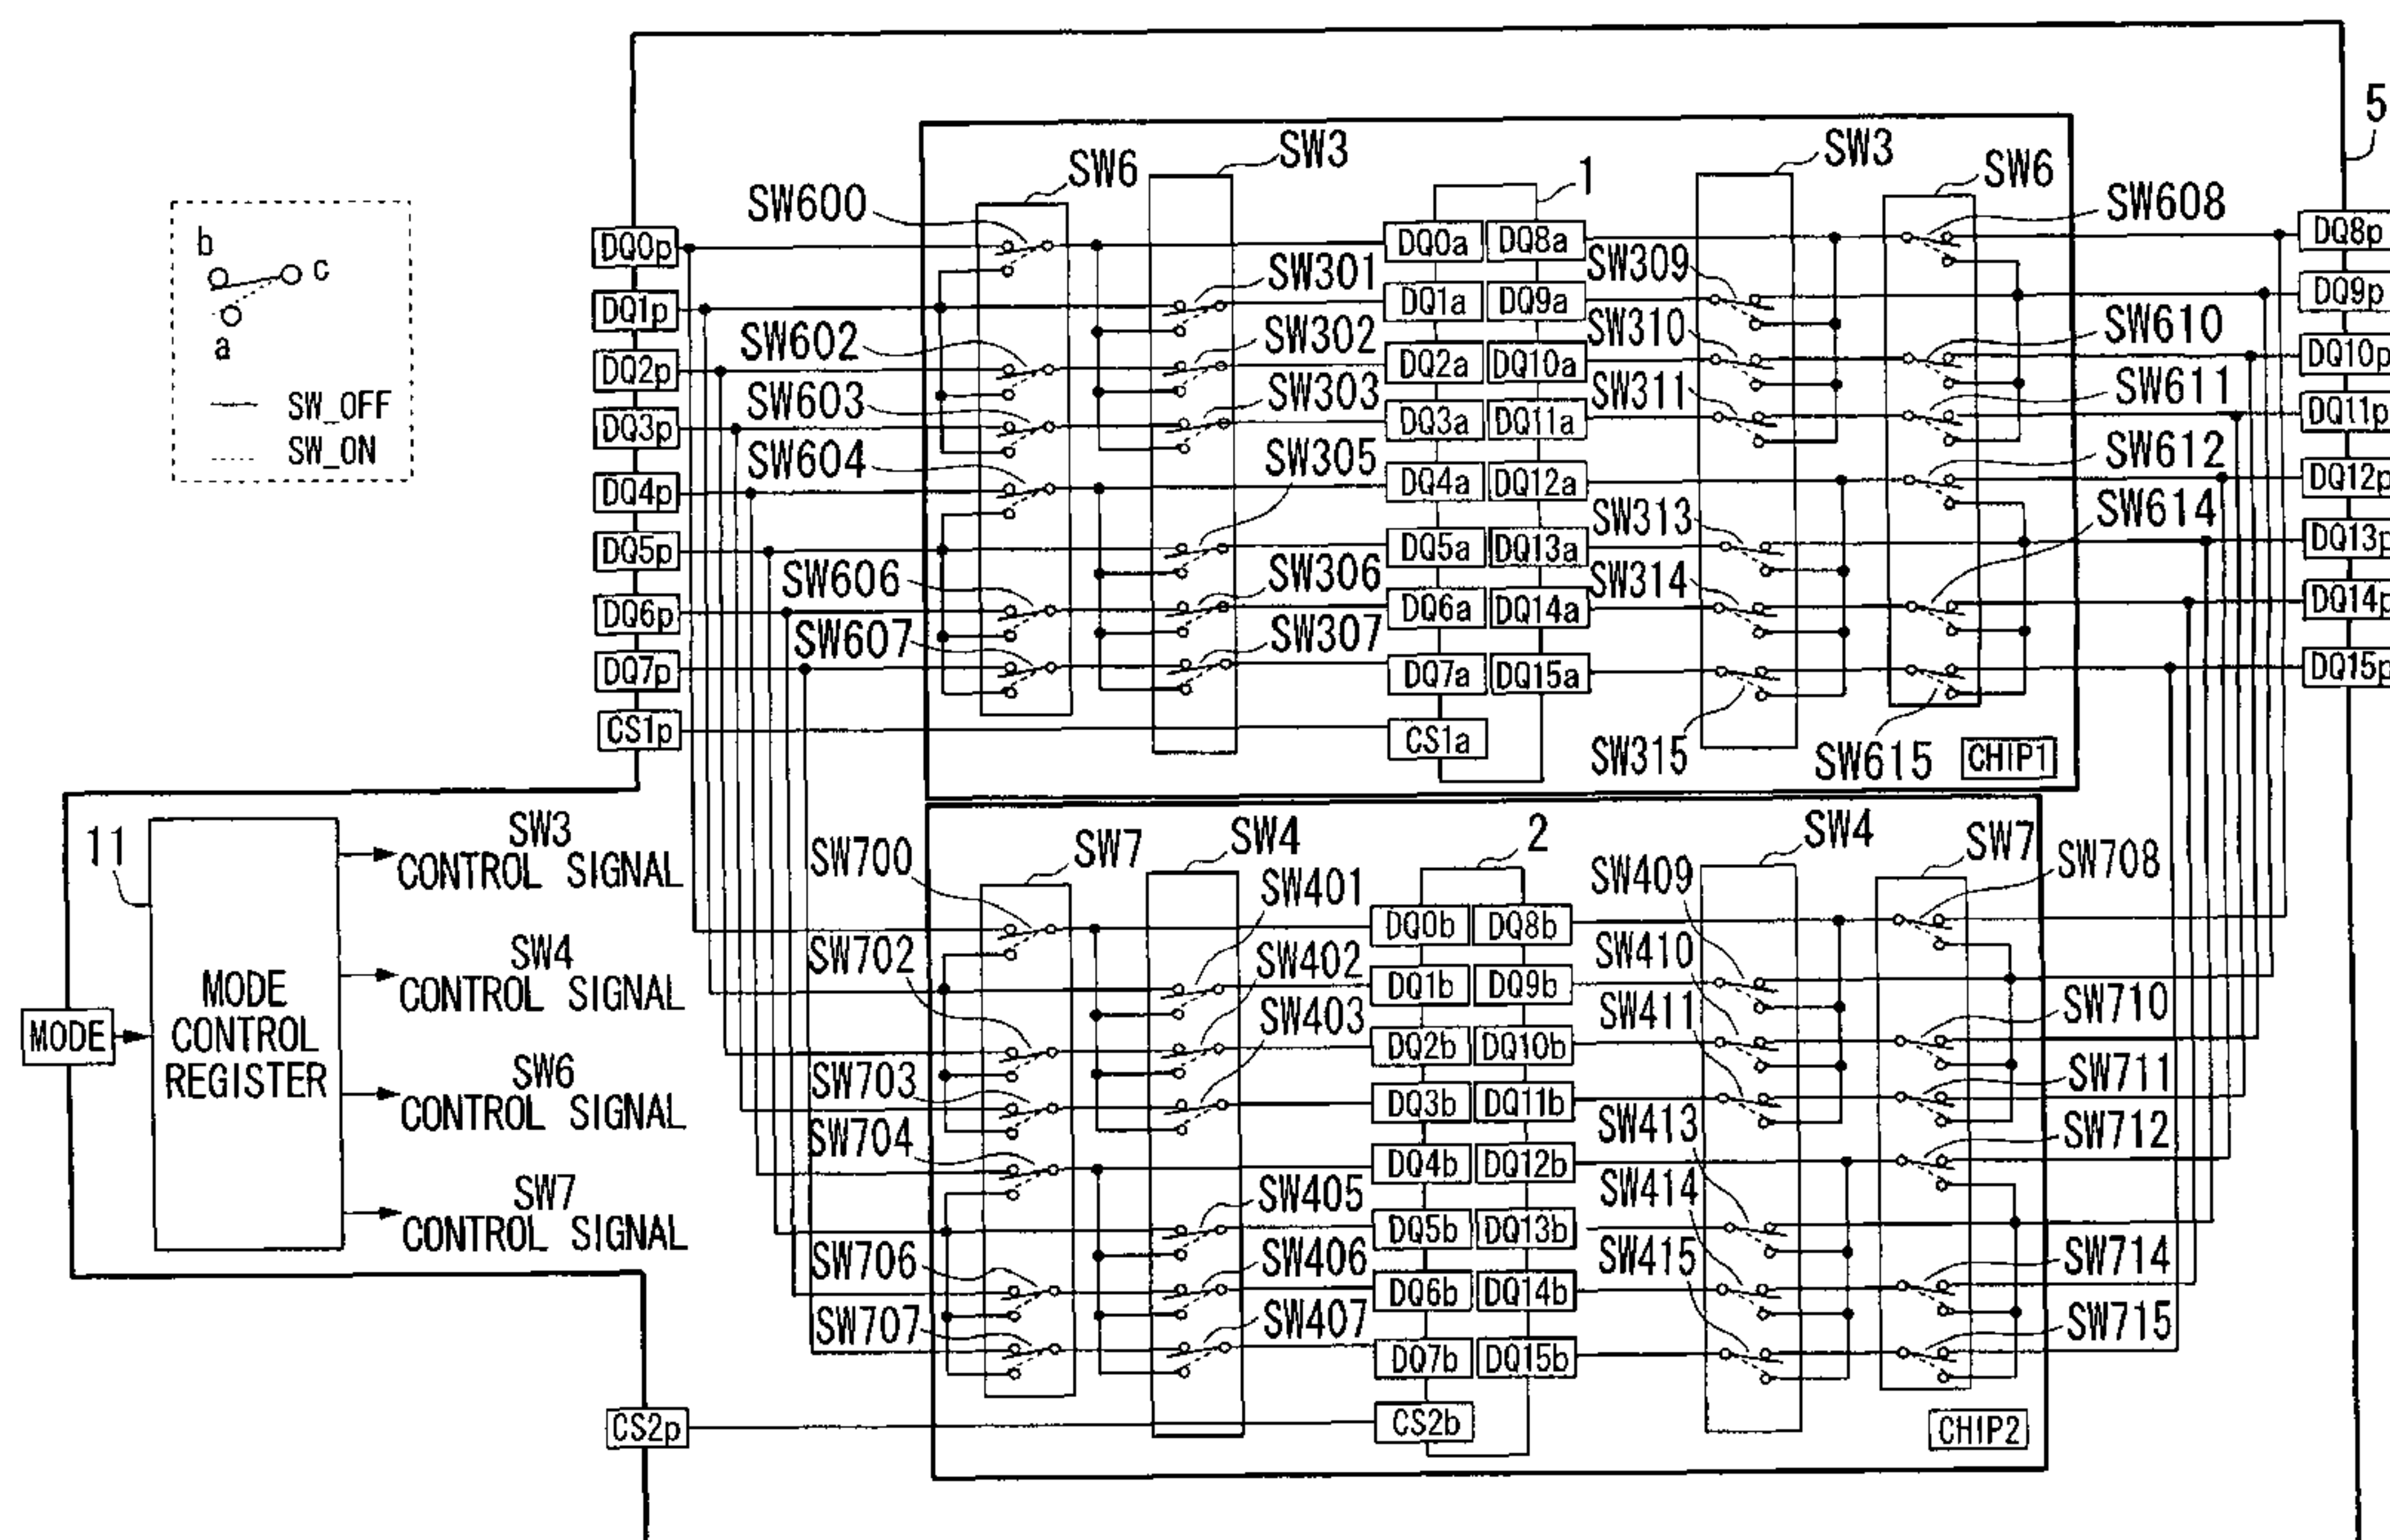 5
SW3
SW3
1
SW6
SW6
SW600
SW608
b
c
a
SW_OFF
SW_ON
DQ0p
DQ0a
DQ8a
DQ8p
SW301
SW309
DQ1p
DQ1a
DQ9a
DQ9p
SW602
SW302
SW310
SW610
DQ2p
DQ2a
DQ10a
DQ10p
SW603
SW303
SW311
SW611
DQ3p
DQ3a
DQ11a
DQ11p
SW604
SW305
SW612
DQ4p
DQ4a
DQ12a
DQ12p
SW313
SW614
DQ5p
DQ5a
DQ13a
DQ13p
SW606
SW306
SW314
DQ6p
DQ6a
DQ14a
DQ14p
SW607
SW307
DQ7p
DQ7a
DQ15a
DQ15p
CS1p
CS1a
SW315
SW615
CHIP1
11
MODE
MODE
CONTROL
REGISTER
SW3
CONTROL SIGNAL
SW4
CONTROL SIGNAL
SW6
CONTROL SIGNAL
SW7
CONTROL SIGNAL
SW700
SW7
SW4
2
SW4
SW7
SW708
SW401
SW409
DQ0b
DQ8b
SW702
SW402
SW410
DQ1b
DQ9b
SW403
SW411
SW710
DQ2b
DQ10b
SW703
SW711
DQ3b
DQ11b
SW704
SW413
SW712
DQ4b
DQ12b
SW405
SW414
DQ5b
DQ13b
SW706
SW406
SW415
SW714
DQ6b
DQ14b
SW707
SW407
SW715
DQ7b
DQ15b
CS2p
CS2b
CHIP2